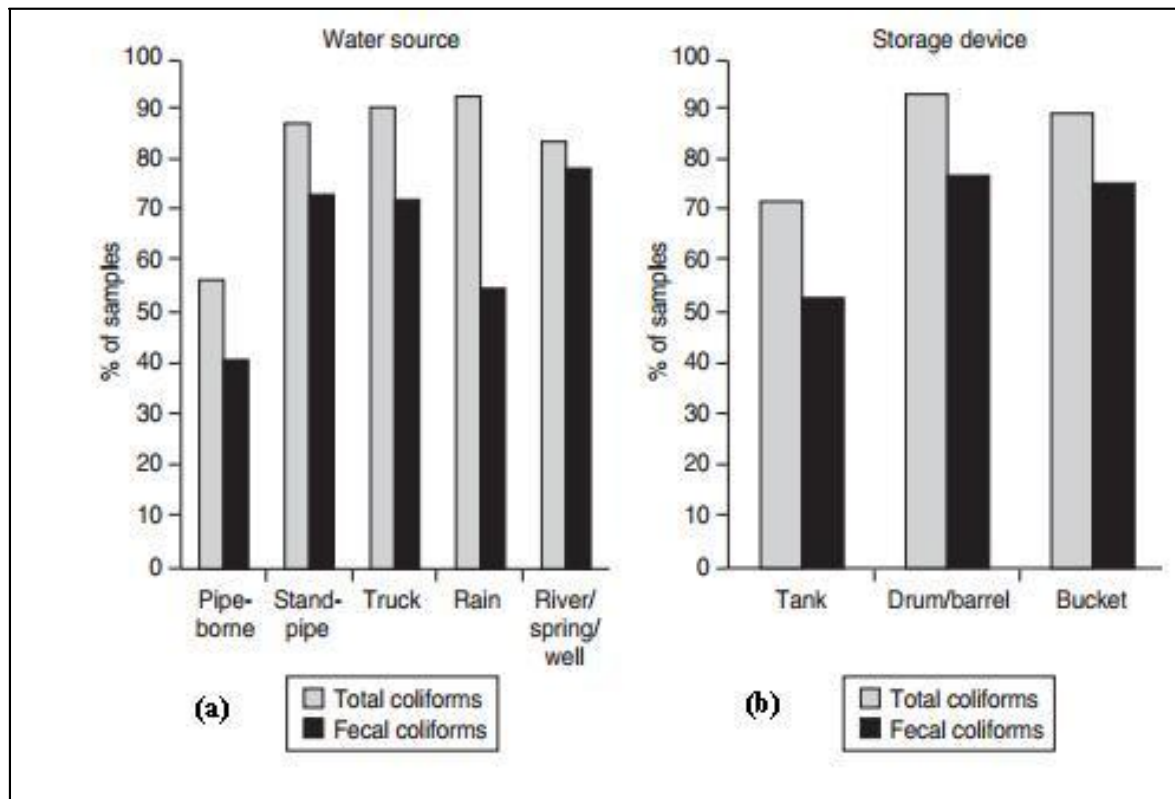 Water source
100
90
80
70
60
50
40
30
20
10
0
% of samples
Pipe-
borne
Stand-
pipe
Truck
Rain
River/
spring/
well
(a)
Total coliforms
Fecal coliforms
Storage device
100
90
80
70
60
50
40
30
20
10
0
% of samples
Tank
Drum/barrel
Bucket
(b)
Total coliforms
Fecal coliforms